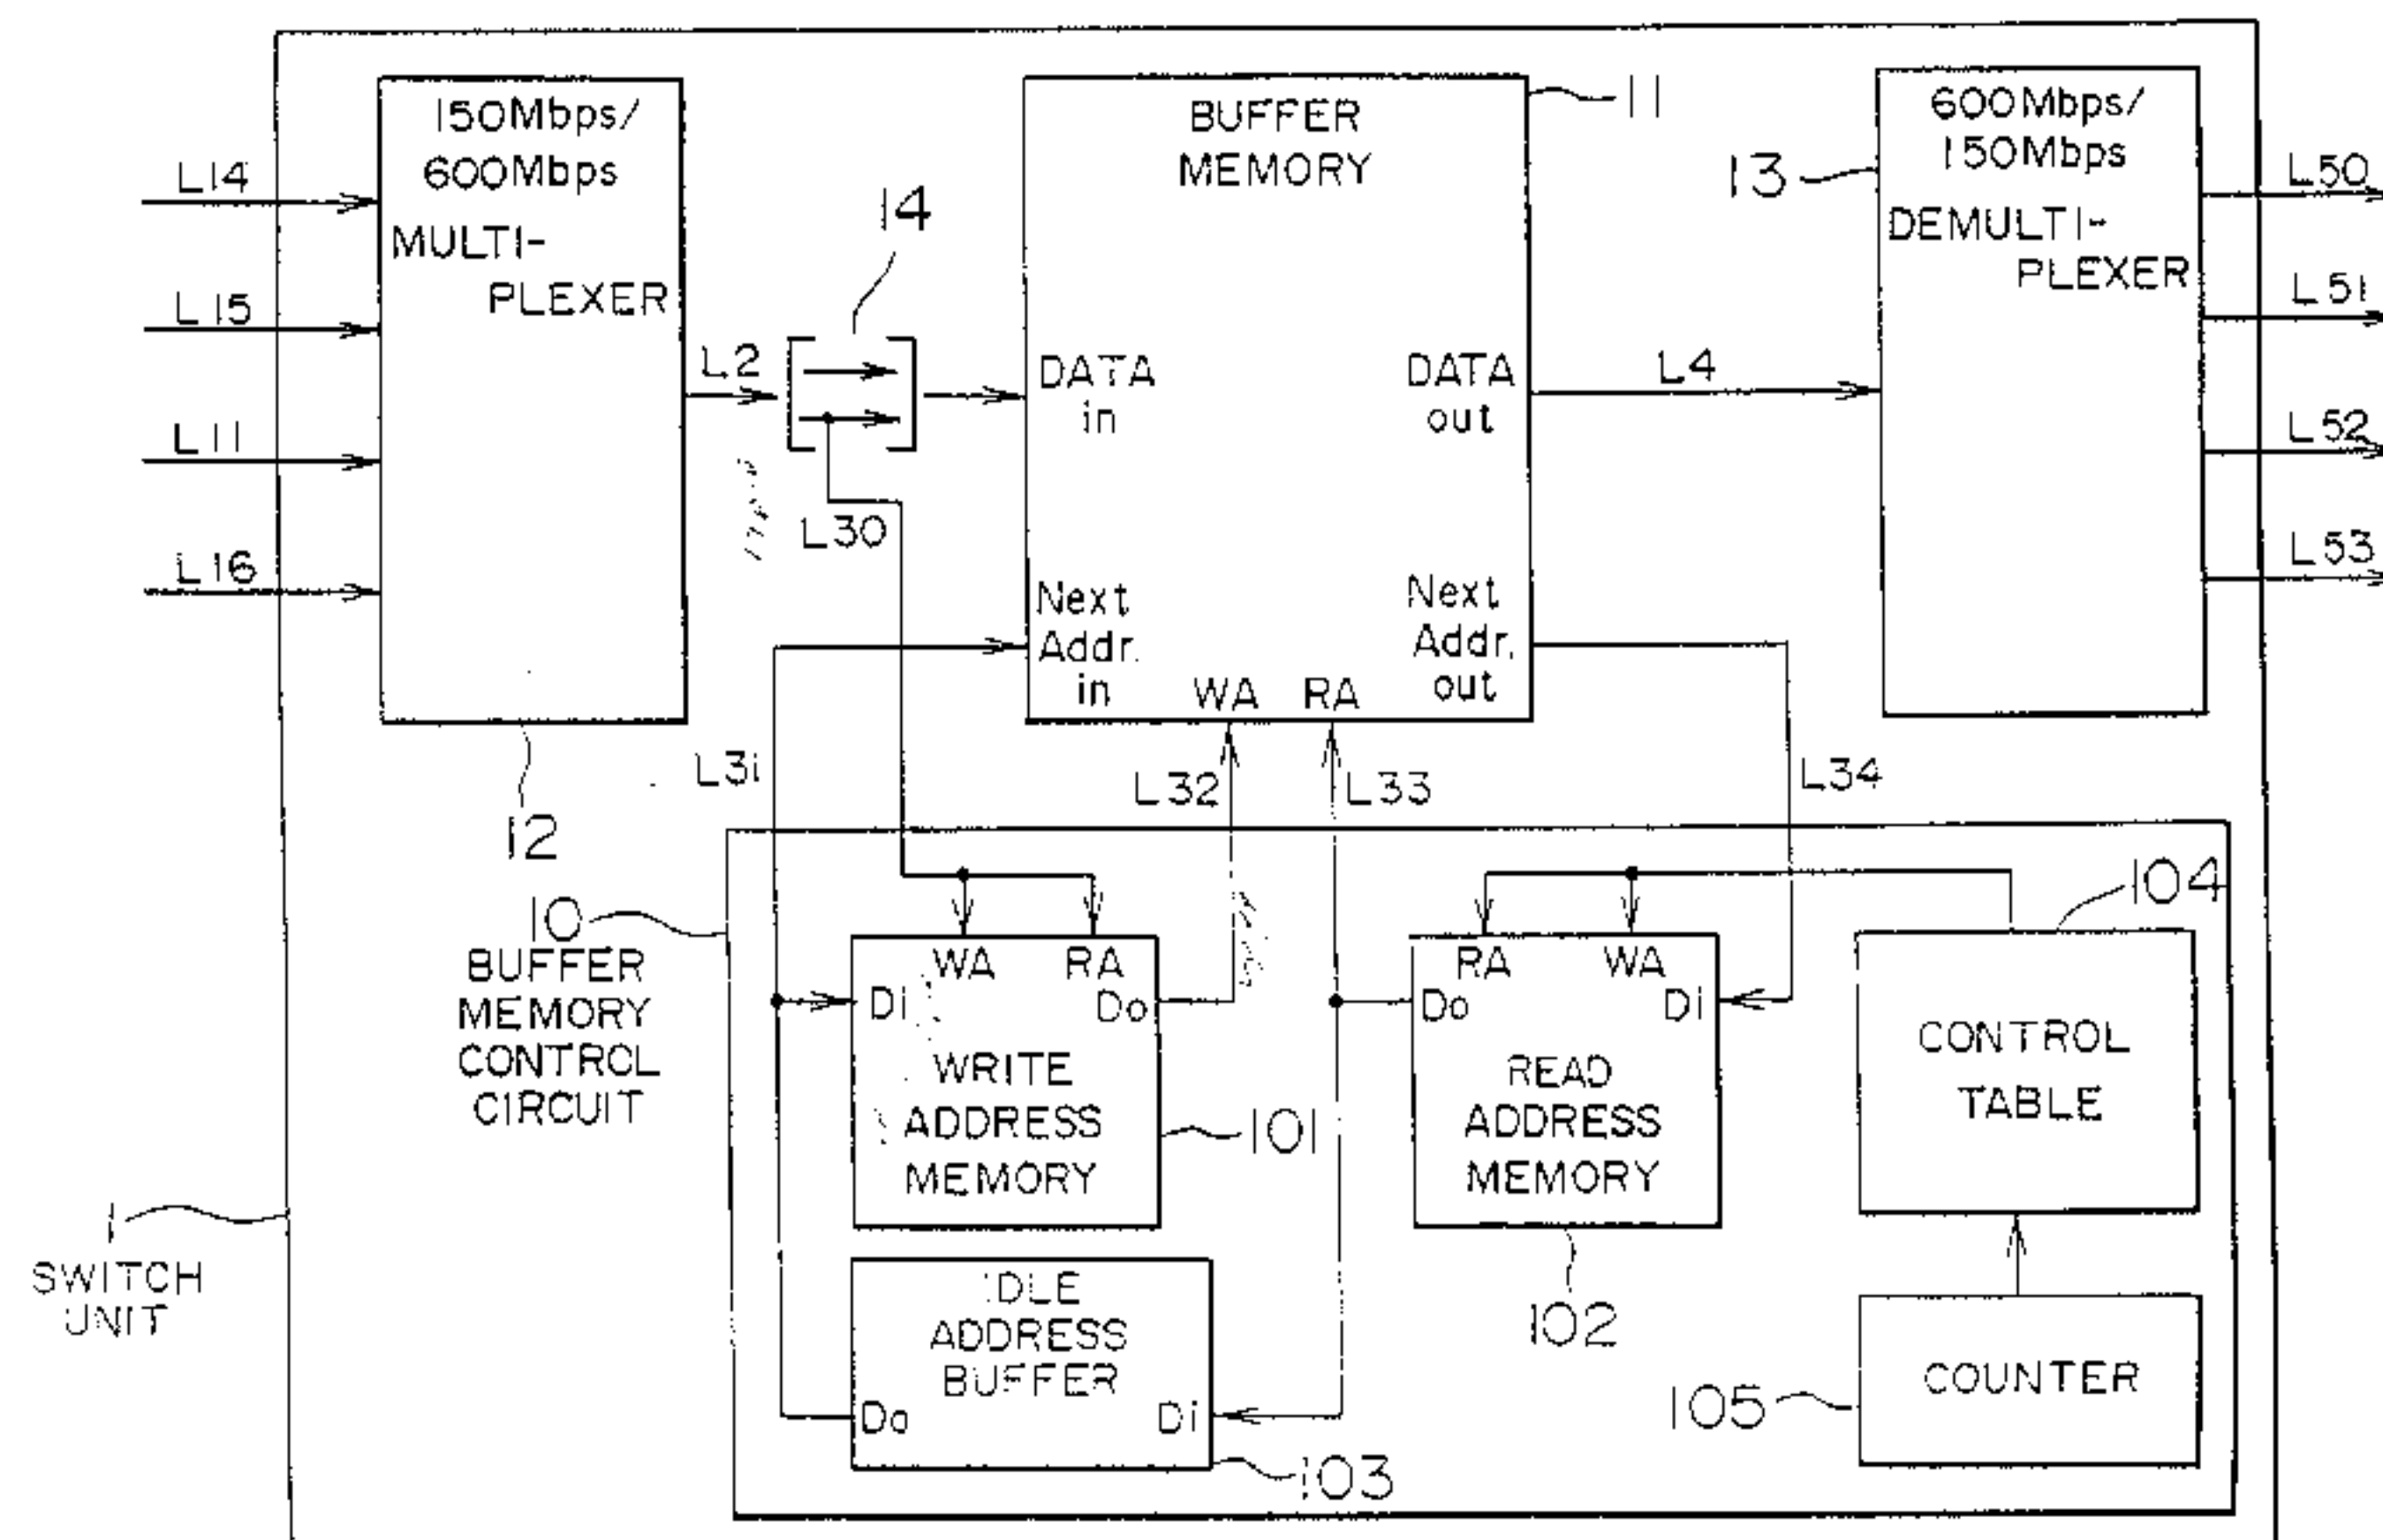 150Mbps/
600Mbps
MULTI-
PLEXER
12
L14
L15
L11
L16
L2
14
L30
BUFFER
MEMORY
11
DATA
in
DATA
out
Next
Addr.
in
WA
RA
Next
Addr.
out
L4
600Mbps/
150Mbps
DEMULTI-
PLEXER
13
L50
L51
L52
L53
L31
L32
L33
L34
10
BUFFER
MEMORY
CONTROL
CIRCUIT
WA RA
Di Do
WRITE
ADDRESS
MEMORY
101
RA WA
Do Di
READ
ADDRESS
MEMORY
102
104
CONTROL
TABLE
1
SWITCH
UNIT
IDLE
ADDRESS
BUFFER
Do Di
103
COUNTER
105